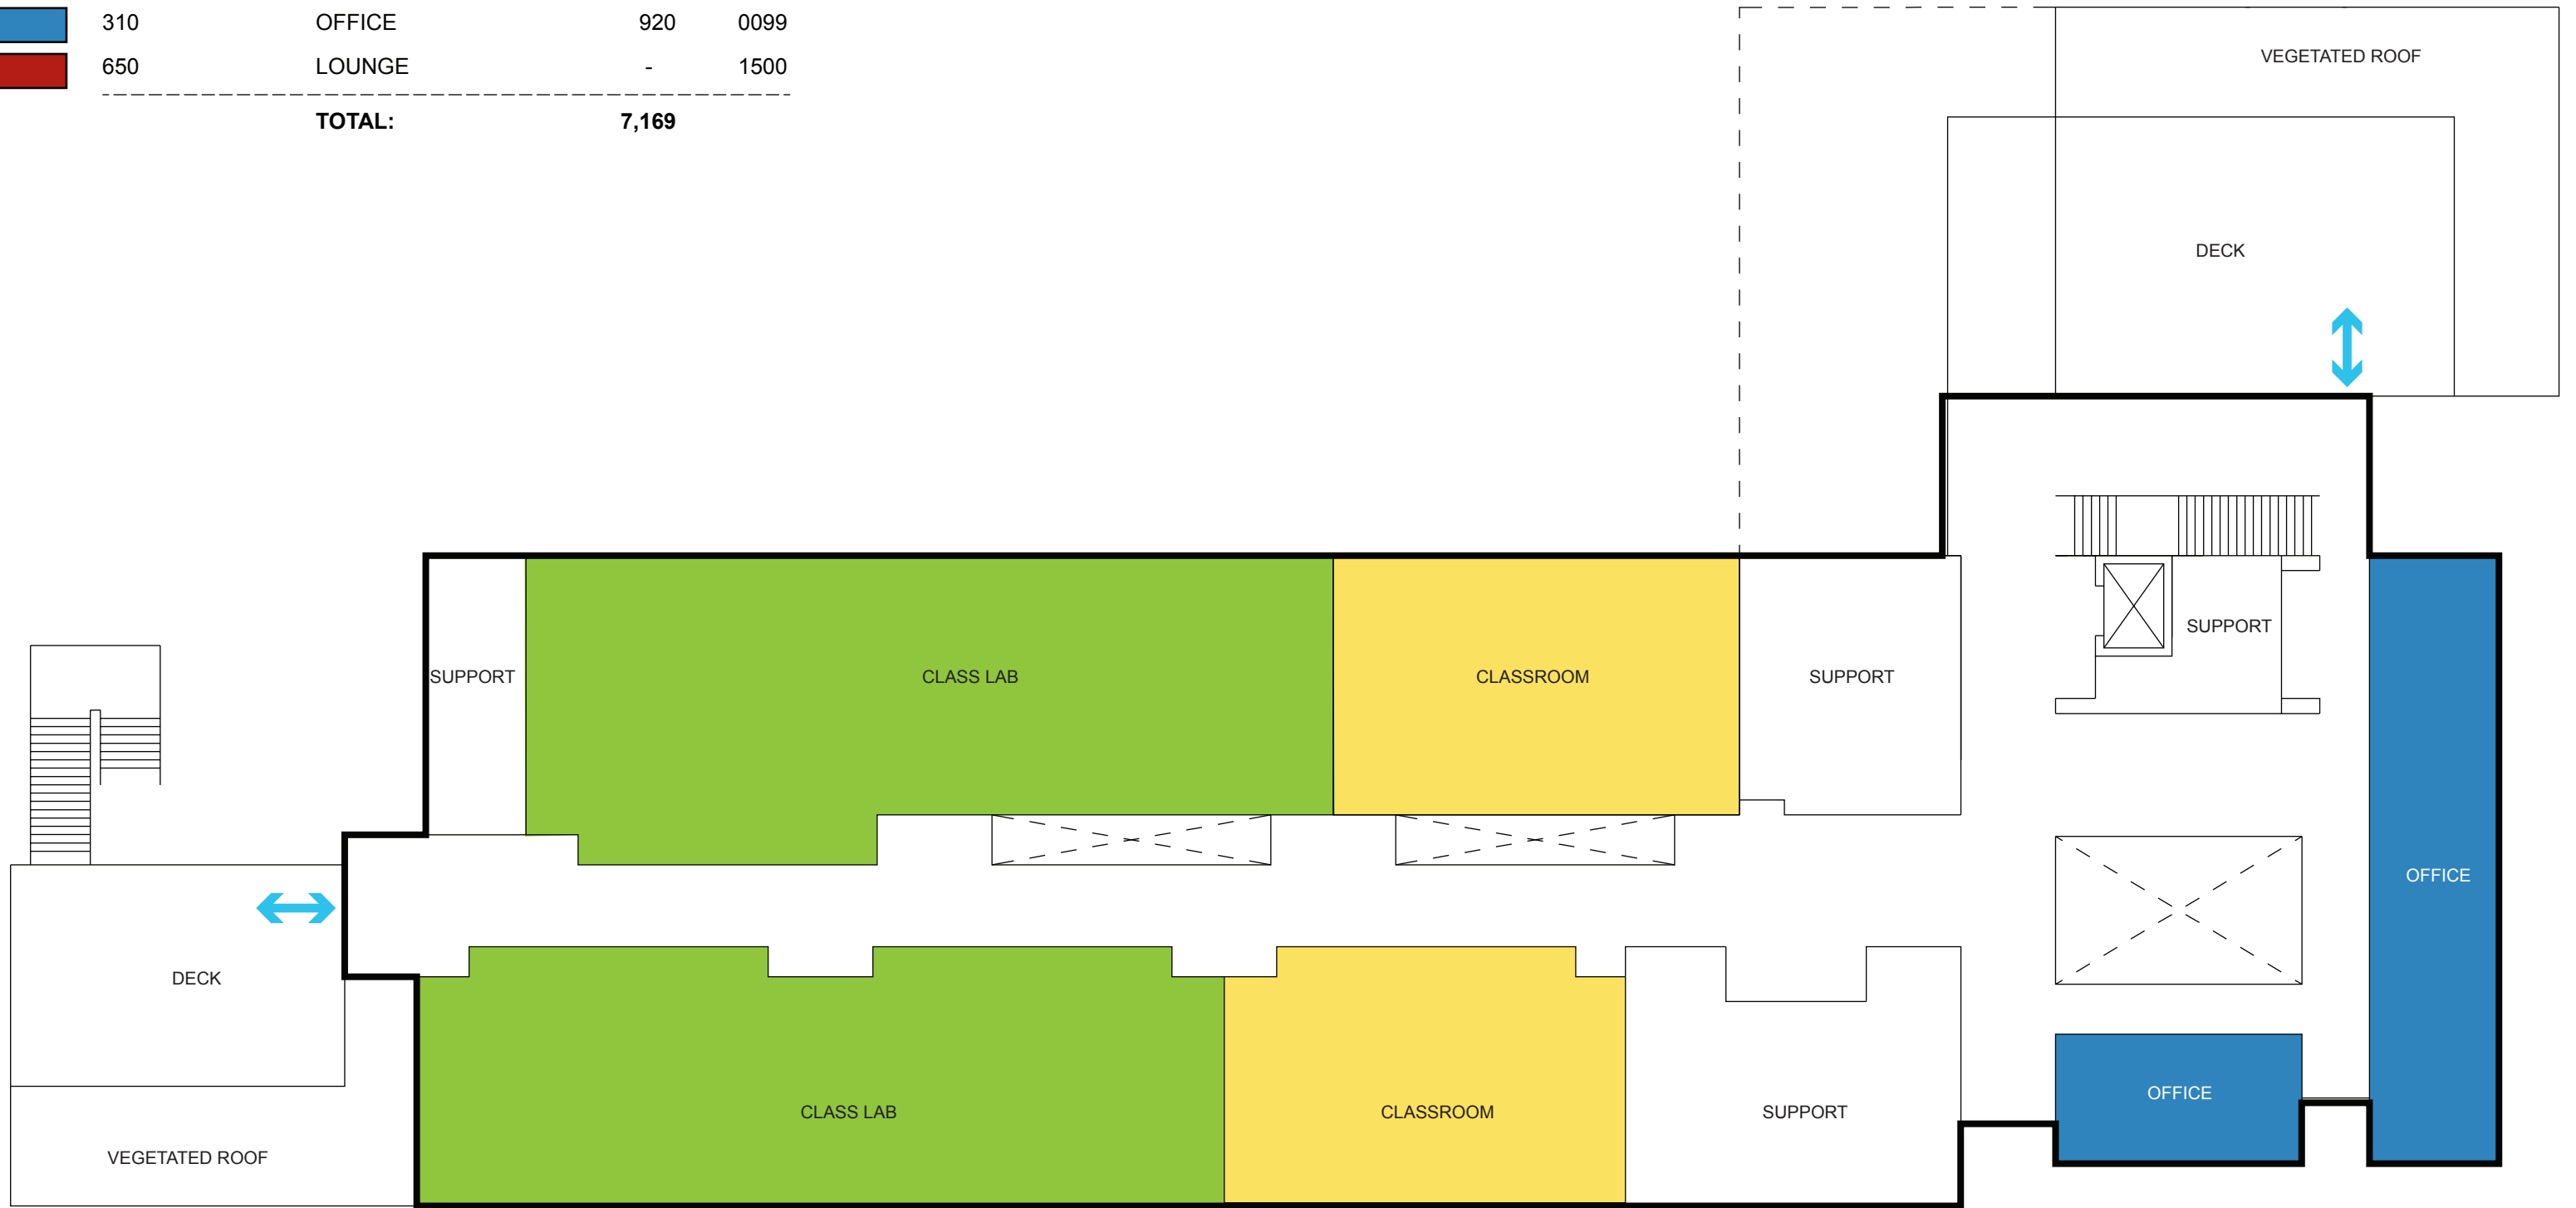 310 OFFICE 920 0099
650 LOUNGE - 1500
TOTAL: 7,169
VEGETATED ROOF
DECK
SUPPORT
SUPPORT
CLASS LAB
CLASSROOM
SUPPORT
OFFICE
DECK
OFFICE
CLASS LAB
CLASSROOM
SUPPORT
VEGETATED ROOF